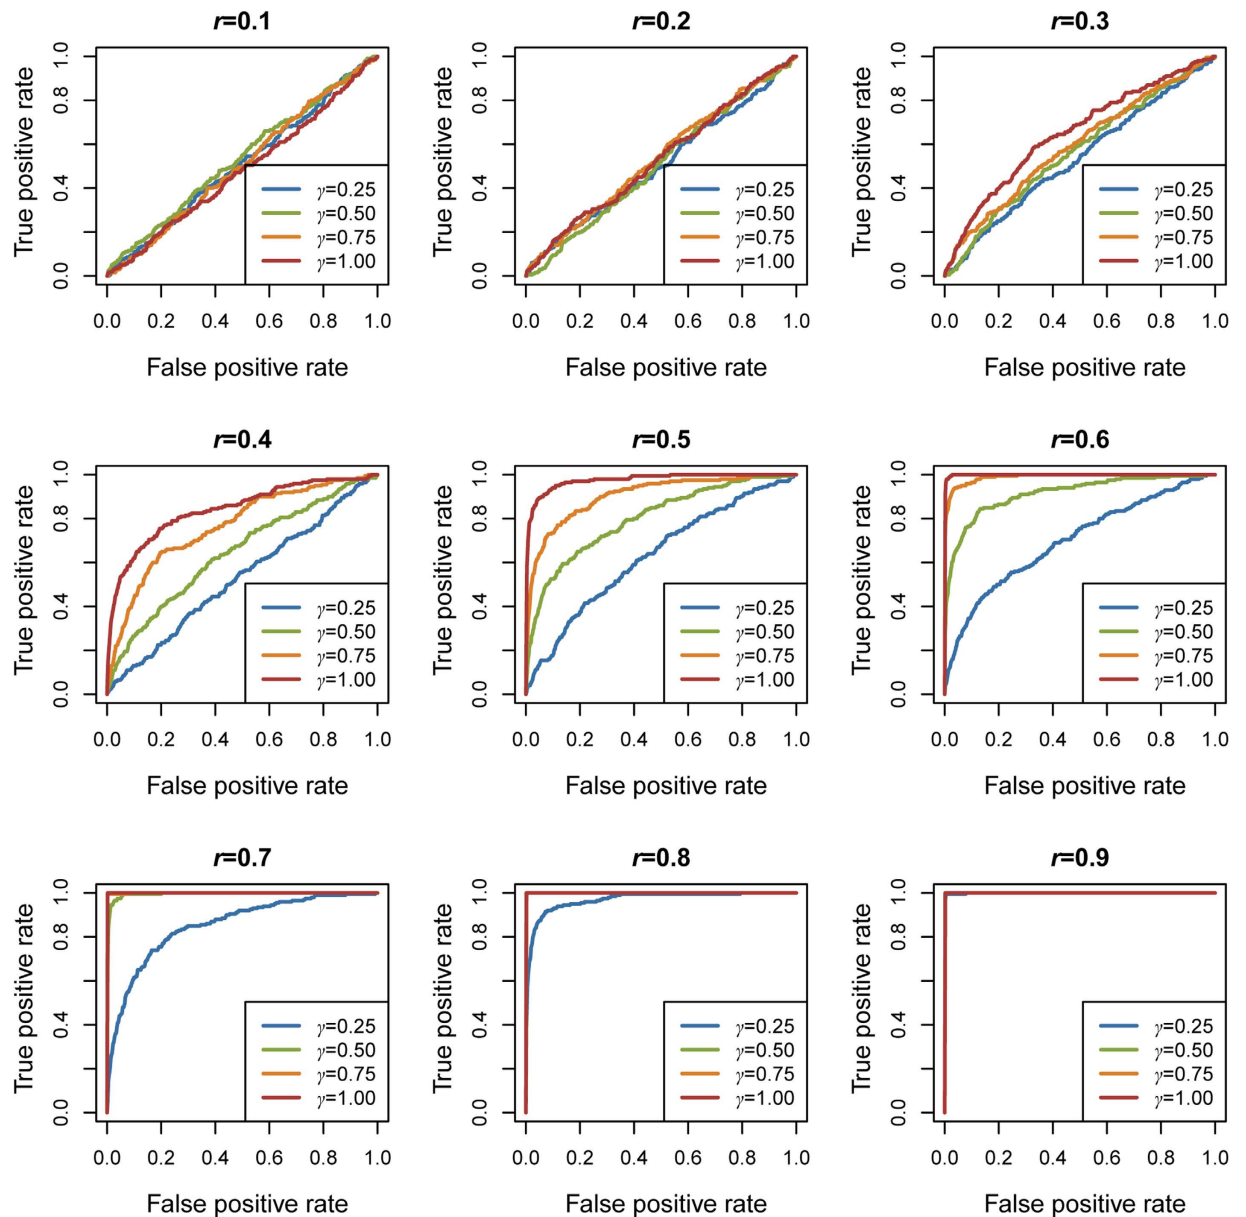 r=0.1
True positive rate
0.0 0.4 0.8 1.0
γ=0.25
γ=0.50
γ=0.75
γ=1.00
0.0 0.2 0.4 0.6 0.8 1.0
False positive rate
r=0.2
True positive rate
0.0 0.4 0.8 1.0
γ=0.25
γ=0.50
γ=0.75
γ=1.00
0.0 0.2 0.4 0.6 0.8 1.0
False positive rate
r=0.3
True positive rate
0.0 0.4 0.8 1.0
γ=0.25
γ=0.50
γ=0.75
γ=1.00
0.0 0.2 0.4 0.6 0.8 1.0
False positive rate
r=0.4
True positive rate
0.0 0.4 0.8 1.0
γ=0.25
γ=0.50
γ=0.75
γ=1.00
0.0 0.2 0.4 0.6 0.8 1.0
False positive rate
r=0.5
True positive rate
0.0 0.4 0.8 1.0
γ=0.25
γ=0.50
γ=0.75
γ=1.00
0.0 0.2 0.4 0.6 0.8 1.0
False positive rate
r=0.6
True positive rate
0.0 0.4 0.8 1.0
γ=0.25
γ=0.50
γ=0.75
γ=1.00
0.0 0.2 0.4 0.6 0.8 1.0
False positive rate
r=0.7
True positive rate
0.0 0.4 0.8 1.0
γ=0.25
γ=0.50
γ=0.75
γ=1.00
0.0 0.2 0.4 0.6 0.8 1.0
False positive rate
r=0.8
True positive rate
0.0 0.4 0.8 1.0
γ=0.25
γ=0.50
γ=0.75
γ=1.00
0.0 0.2 0.4 0.6 0.8 1.0
False positive rate
r=0.9
True positive rate
0.0 0.4 0.8 1.0
γ=0.25
γ=0.50
γ=0.75
γ=1.00
0.0 0.2 0.4 0.6 0.8 1.0
False positive rate